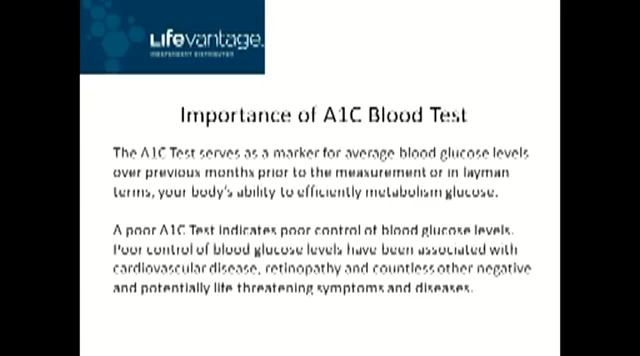 Lifevantage.
INDEPENDENT DISTRIBUTOR
Importance of A1C Blood Test
The A1C Test serves as a marker for average blood glucose levels
over previous months prior to the measurement or in layman
terms, your body's ability to efficiently metabolism glucose.
A poor A1C Test indicates poor control of blood glucose levels.
Poor control of blood glucose levels have been associated with
cardiovascular disease, retinopathy and countless other negative
and potentially life threatening symptoms and diseases.